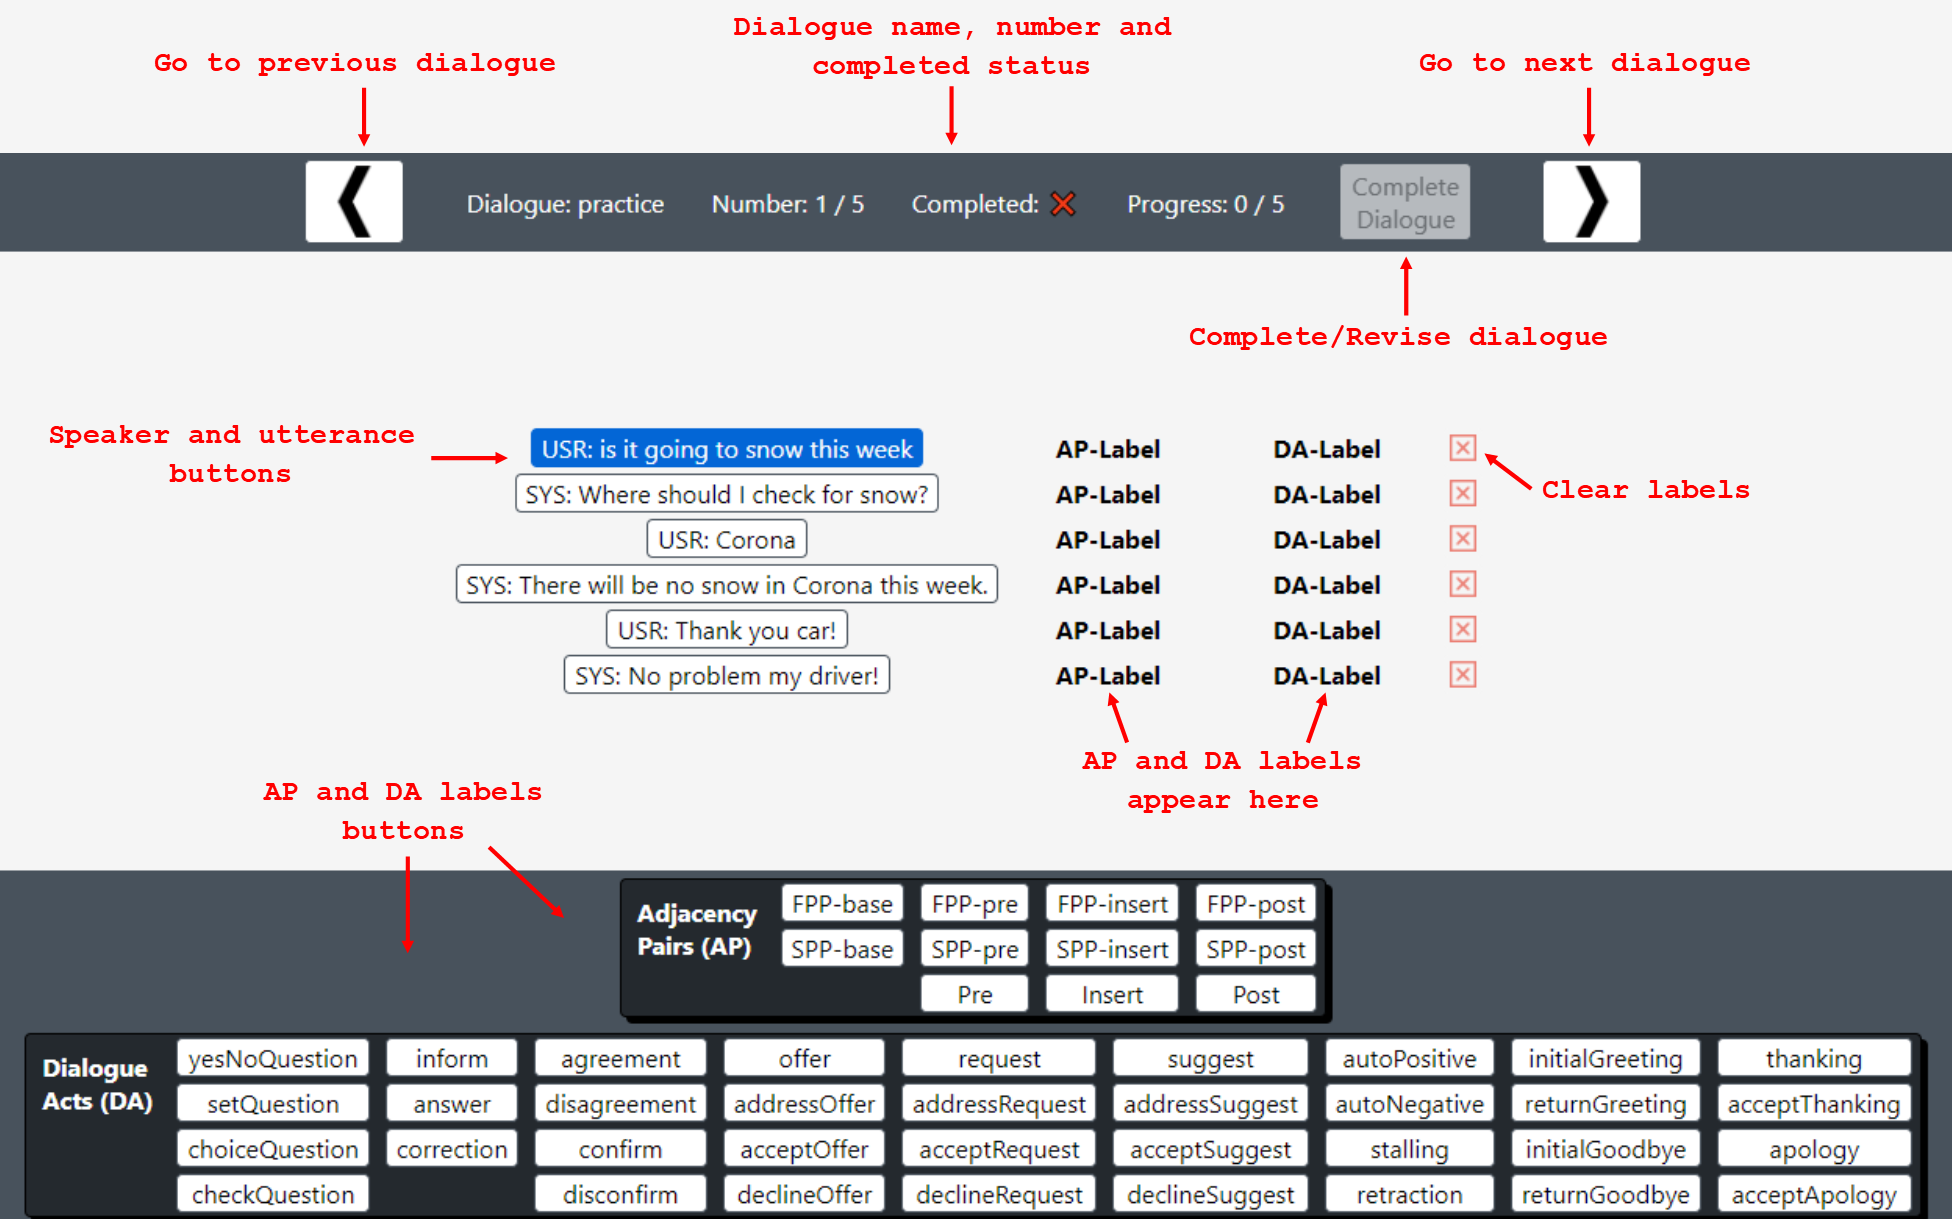 Dialogue name, number and
completed status
Go to previous dialogue
Go to next dialogue
Dialogue: practice
Number: 1 / 5
Completed:
Progress: 0 / 5
Complete
Dialogue
Complete/Revise dialogue
Speaker and utterance
buttons
USR: is it going to snow this week AP-Label DA-Label
SYS: Where should I check for snow? AP-Label DA-Label
USR: Corona AP-Label DA-Label
SYS: There will be no snow in Corona this week. AP-Label DA-Label
USR: Thank you car! AP-Label DA-Label
SYS: No problem my driver! AP-Label DA-Label
Clear labels
AP and DA labels
appear here
AP and DA labels
buttons
Adjacency
Pairs (AP)
FPP-base FPP-pre FPP-insert FPP-post
SPP-base SPP-pre SPP-insert SPP-post
Pre Insert Post
Dialogue
Acts (DA)
yesNoQuestion inform agreement offer request suggest autoPositive initialGreeting thanking
setQuestion answer disagreement addressOffer addressRequest addressSuggest autoNegative returnGreeting acceptThanking
choiceQuestion correction confirm acceptOffer acceptRequest acceptSuggest stalling initialGoodbye apology
checkQuestion disconfirm declineOffer declineRequest declineSuggest retraction returnGoodbye acceptApology